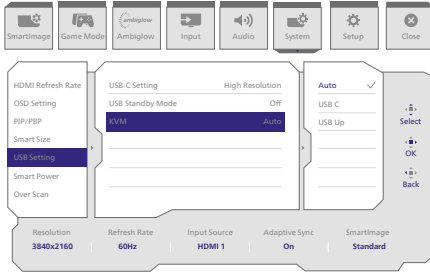 SmartImage Game Mode Ambiglow Input Audio System Setup Close
ambiglow
HDMI Refresh Rate
OSD Setting
PIP/PBP
Smart Size
USB Setting
Smart Power
Over Scan
USB-C Setting High Resolution
USB Standby Mode Off
KVM Auto
Auto ✓
USB C
USB Up
Select
OK
Back
Resolution Refresh Rate Input Source Adaptive Sync SmartImage
3840x2160 60Hz HDMI 1 On Standard